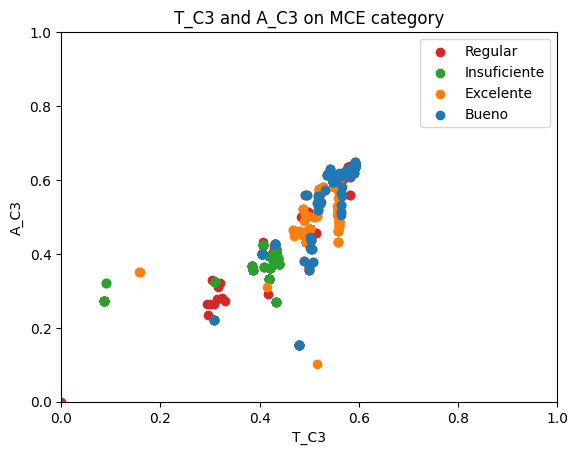 T_C3 and A_C3 on MCE category
1.0
0.8
0.6
0.4
0.2
0.0
A_C3
Regular
Insuficiente
Excelente
Bueno
0.0 0.2 0.4 0.6 0.8 1.0
T_C3